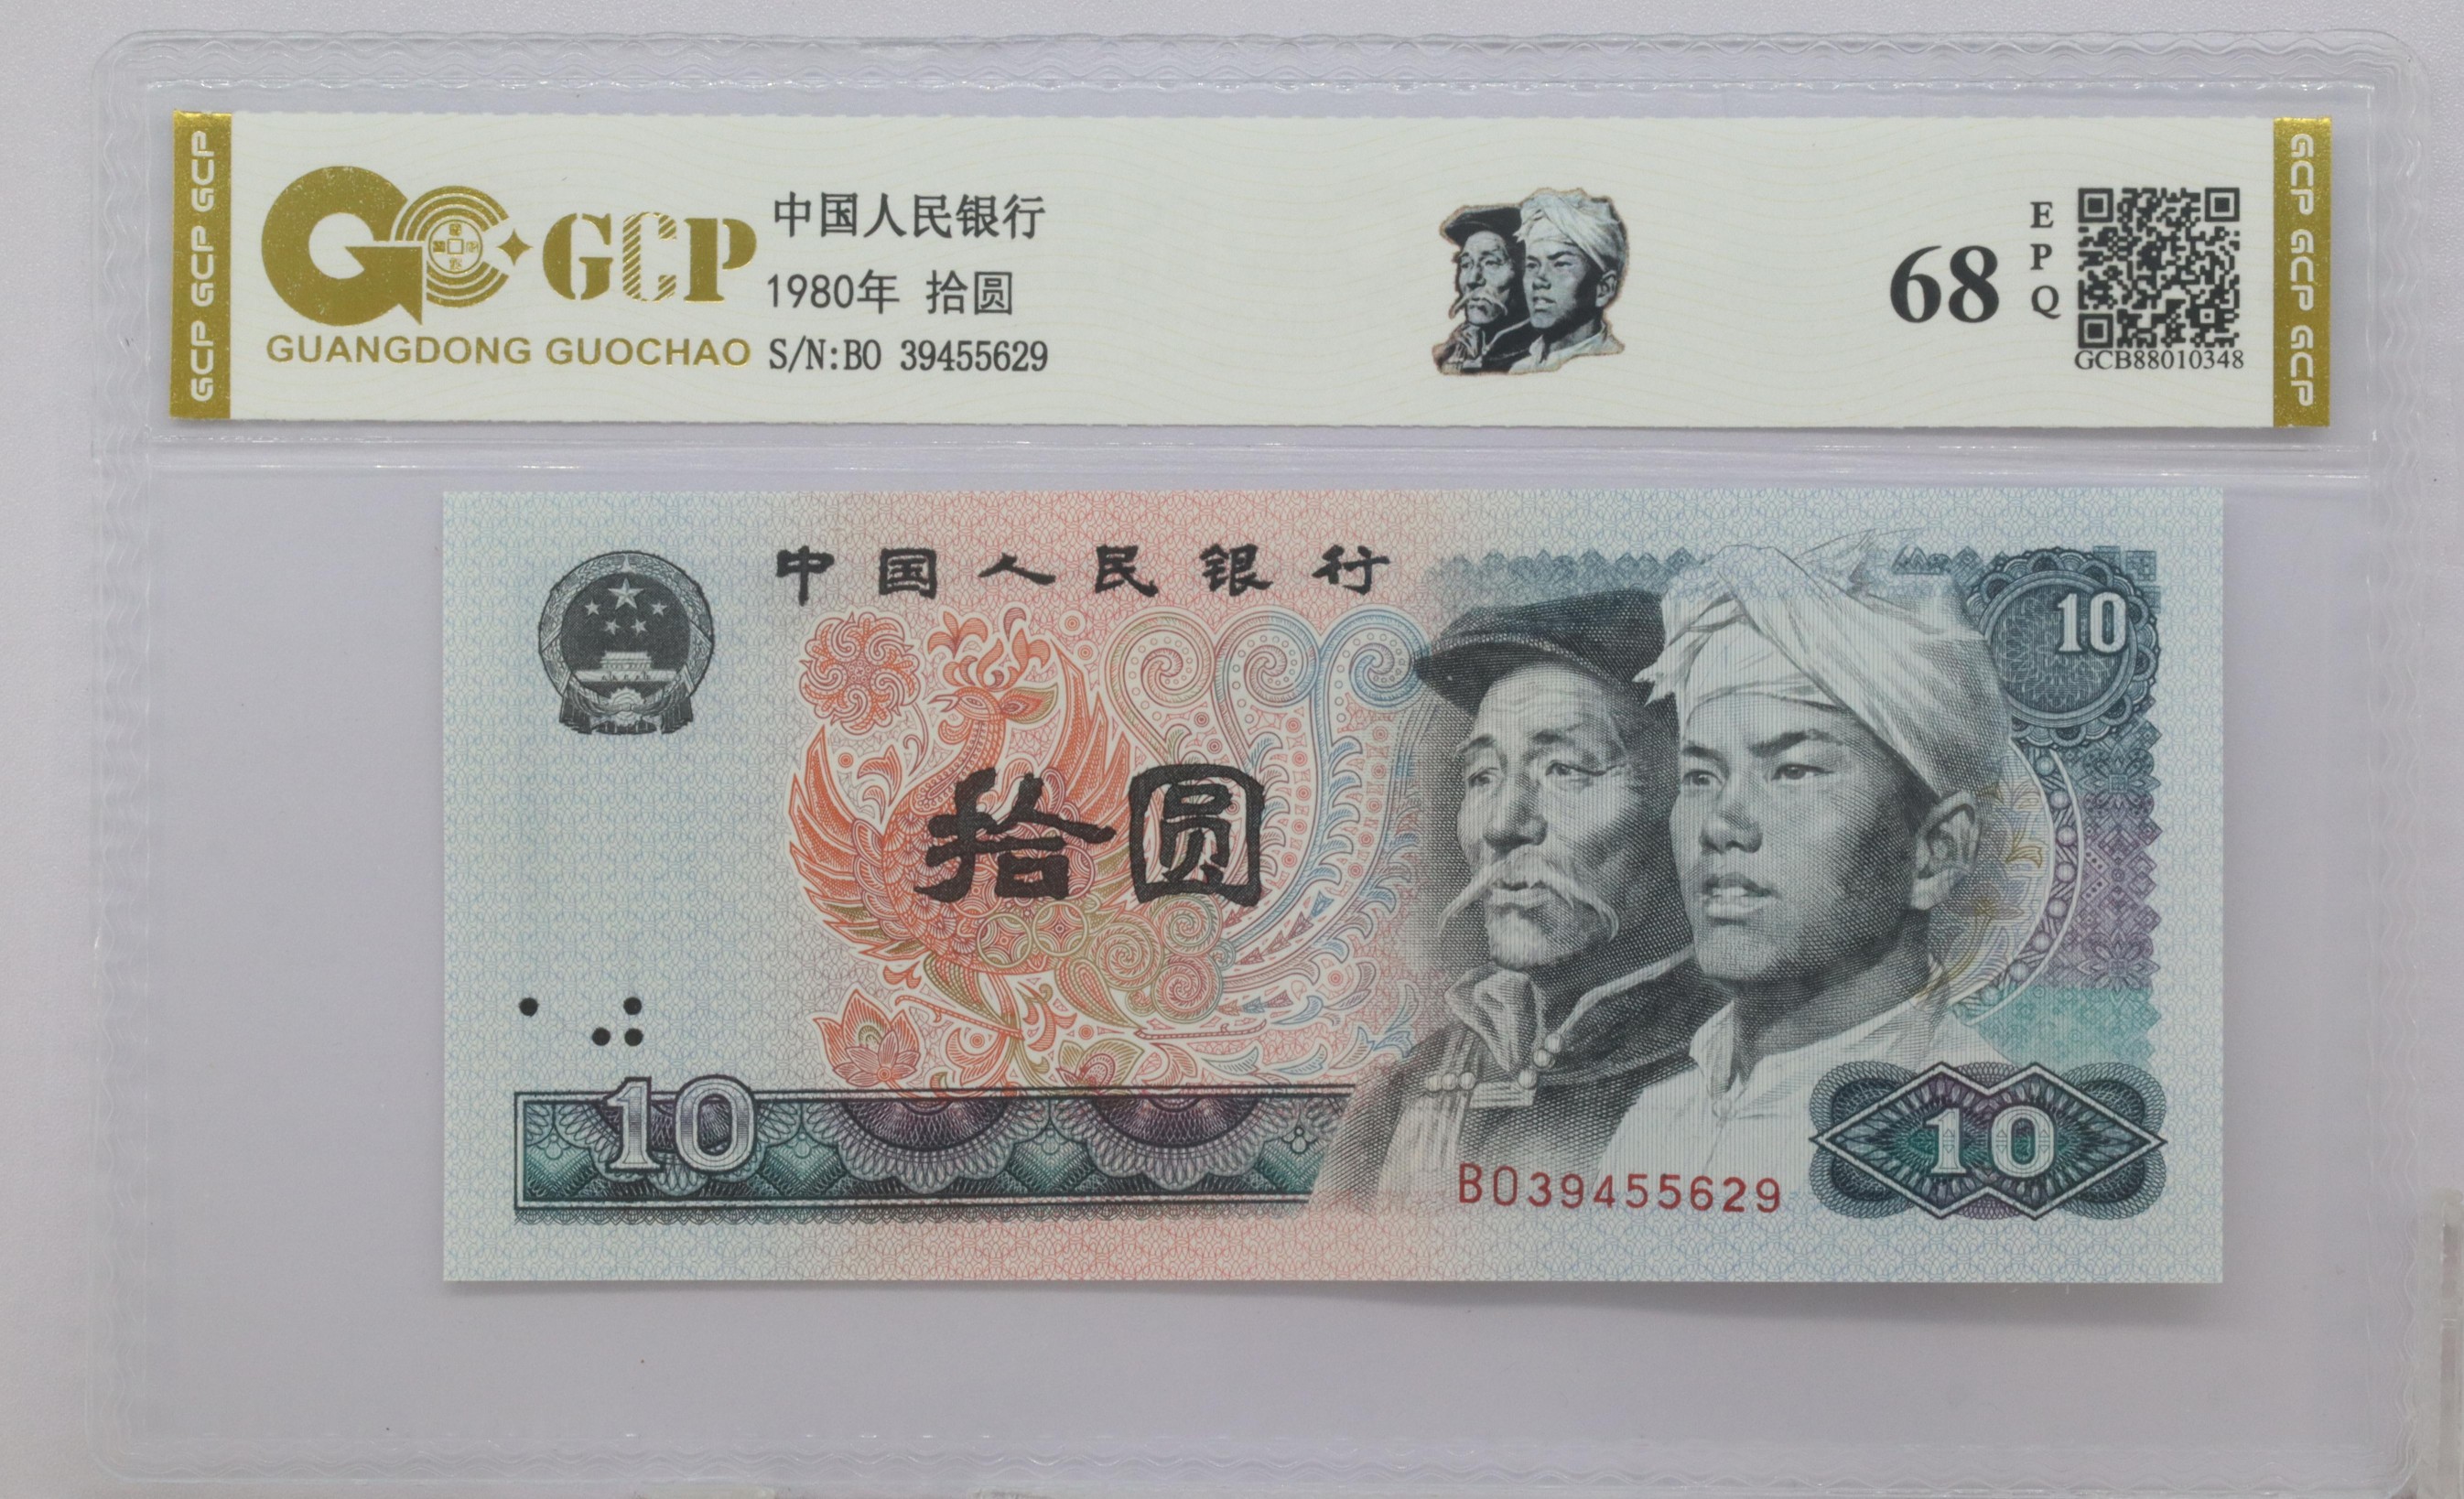 GCP GCP GCP
GCP
GUANGDONG GUOCHAO
中国人民银行
1980年 拾圆
S/N:BO 39455629
68
EPQ
GCB88010348
GCP GCP GCP
中国人民银行
10
拾圆
10
BO39455629
10